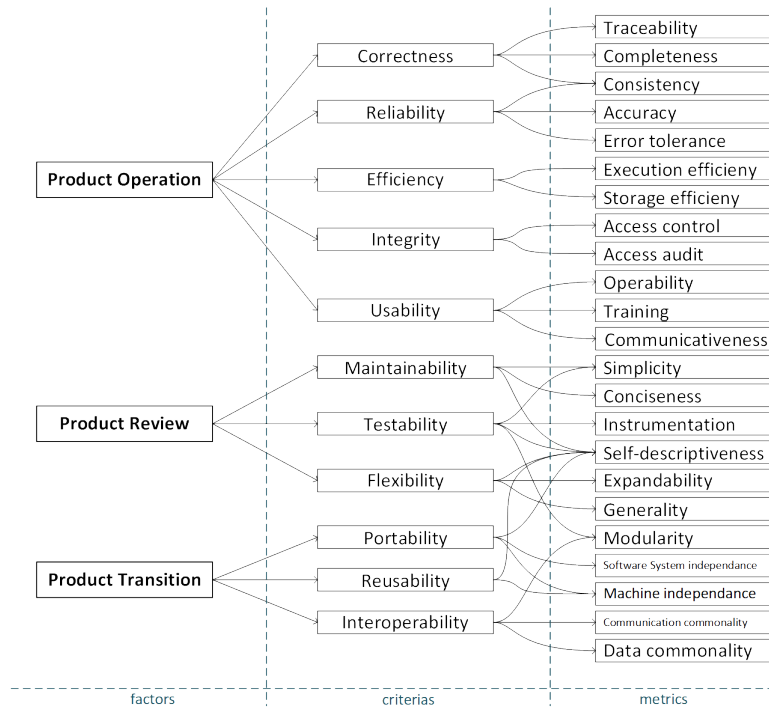 Product Operation
Product Review
Product Transition
Correctness
Reliability
Efficiency
Integrity
Usability
Maintainability
Testability
Flexibility
Portability
Reusability
Interoperability
Traceability
Completeness
Consistency
Accuracy
Error tolerance
Execution efficieny
Storage efficieny
Access control
Access audit
Operability
Training
Communicativeness
Simplicity
Conciseness
Instrumentation
Self-descriptiveness
Expandability
Generality
Modularity
Software System independance
Machine independance
Communication commonality
Data commonality
factors
criterias
metrics